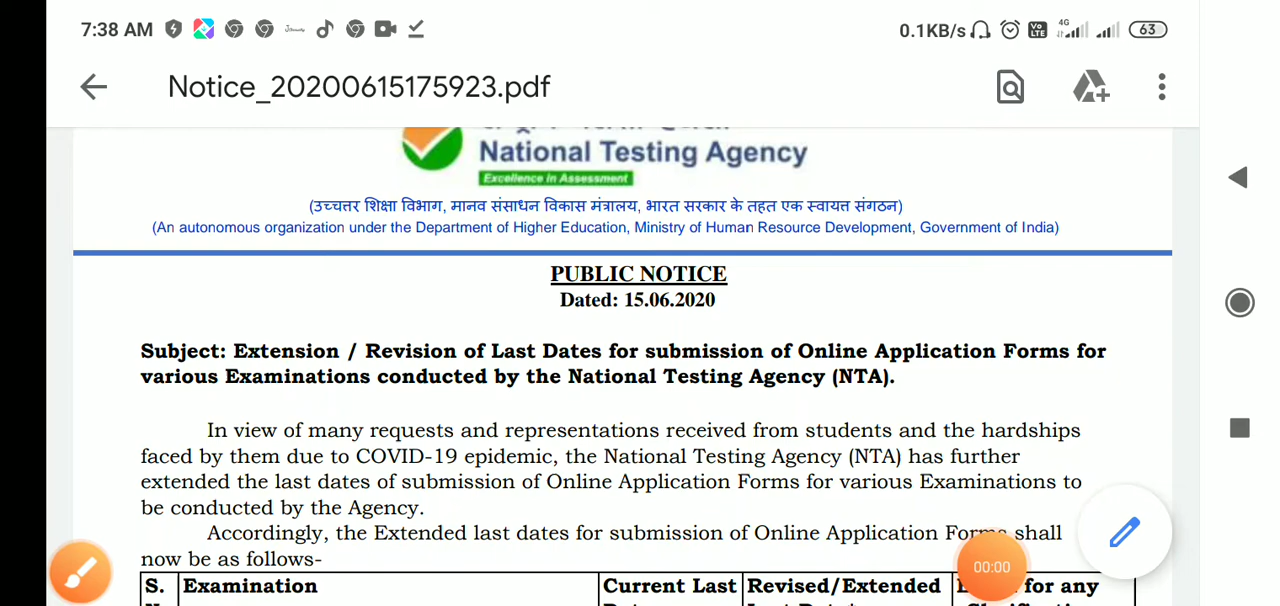 7:38 AM
0.1KB/s
4G
63
Notice_20200615175923.pdf
National Testing Agency
Excellence in Assessment
(उच्चत्तर शिक्षा विभाग, मानव संसाधन विकास मंत्रालय, भारत सरकार के तहत एक स्वायत्त संगठन)
(An autonomous organization under the Department of Higher Education, Ministry of Human Resource Development, Government of India)
PUBLIC NOTICE
Dated: 15.06.2020
Subject: Extension / Revision of Last Dates for submission of Online Application Forms for
various Examinations conducted by the National Testing Agency (NTA).
In view of many requests and representations received from students and the hardships
faced by them due to COVID-19 epidemic, the National Testing Agency (NTA) has further
extended the last dates of submission of Online Application Forms for various Examinations to
be conducted by the Agency.
Accordingly, the Extended last dates for submission of Online Application Forms shall
now be as follows-
00:00
S. Examination Current Last Revised/Extended for any